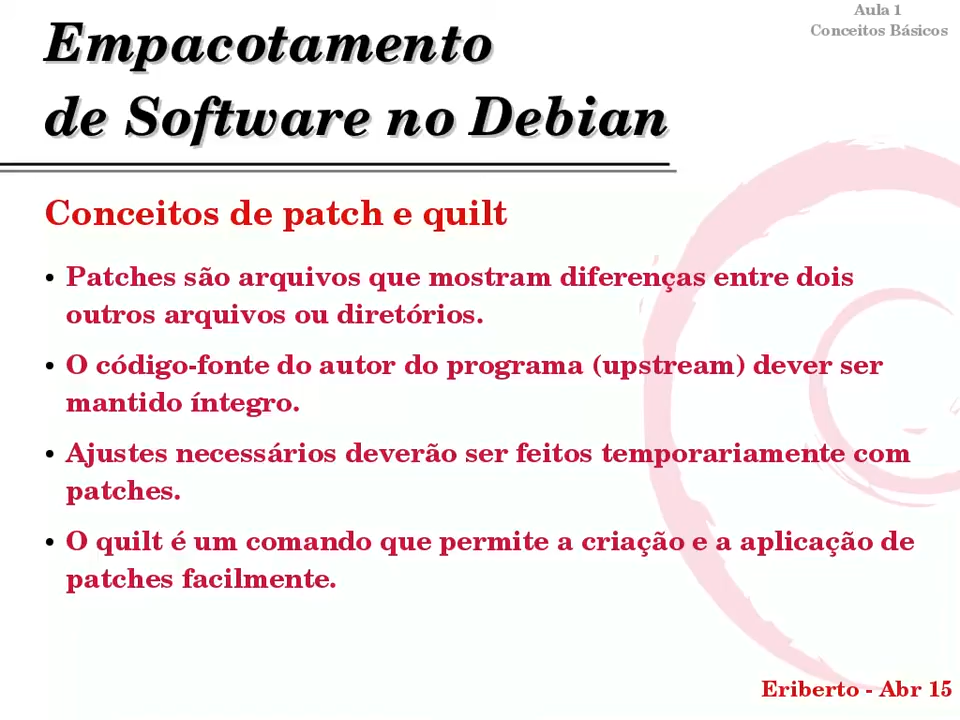 Aula 1
Conceitos Básicos
Empacotamento
de Software no Debian
Conceitos de patch e quilt
• Patches são arquivos que mostram diferenças entre dois
outros arquivos ou diretórios.
• O código-fonte do autor do programa (upstream) dever ser
mantido íntegro.
• Ajustes necessários deverão ser feitos temporariamente com
patches.
• O quilt é um comando que permite a criação e a aplicação de
patches facilmente.
Eriberto - Abr 15